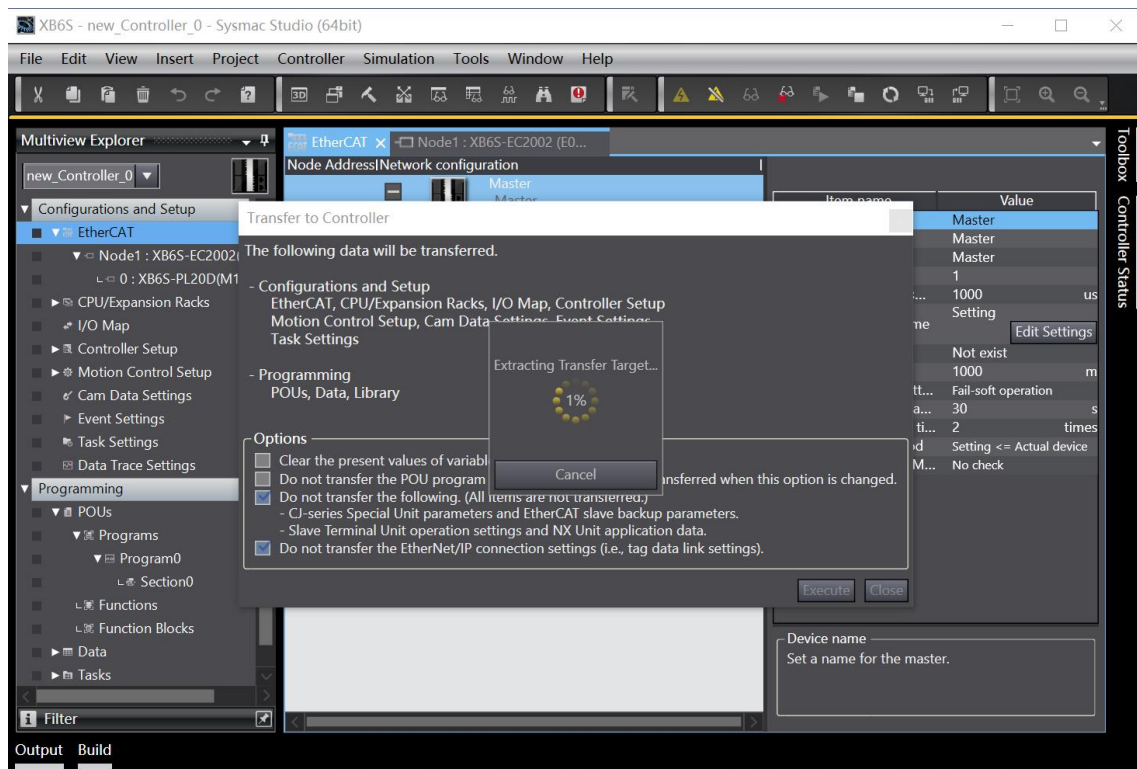 XB6S - new_Controller_0 - Sysmac Studio (64bit)
File Edit View Insert Project Controller Simulation Tools Window Help
Multiview Explorer
new_Controller_0
Configurations and Setup
EtherCAT
Node1 : XB6S-EC2002(
0 : XB6S-PL20D(M1
CPU/Expansion Racks
I/O Map
Controller Setup
Motion Control Setup
Cam Data Settings
Event Settings
Task Settings
Data Trace Settings
Programming
POUs
Programs
Program0
Section0
Functions
Function Blocks
Data
Tasks
Filter
Output Build
EtherCAT
Node1 : XB6S-EC2002 (E0...
Node Address|Network configuration
Master
Master
Transfer to Controller
The following data will be transferred.
- Configurations and Setup
EtherCAT, CPU/Expansion Racks, I/O Map, Controller Setup
Motion Control Setup, Cam Data Settings, Event Settings
Task Settings
- Programming
POUs, Data, Library
Extracting Transfer Target...
1%
Cancel
Options
Clear the present values of variabl
Do not transfer the POU program nsferred when this option is changed.
Do not transfer the following. (All items are not transferred.)
- CJ-series Special Unit parameters and EtherCAT slave backup parameters.
- Slave Terminal Unit operation settings and NX Unit application data.
Do not transfer the EtherNet/IP connection settings (i.e., tag data link settings).
Execute Close
Item name Value
Master
Master
Master
1
... 1000 us
me Setting
Edit Settings
Not exist
1000 m
tt... Fail-soft operation
a... 30 s
ti... 2 times
od Setting <= Actual device
M... No check
Device name
Set a name for the master.
Toolbox
Controller Status